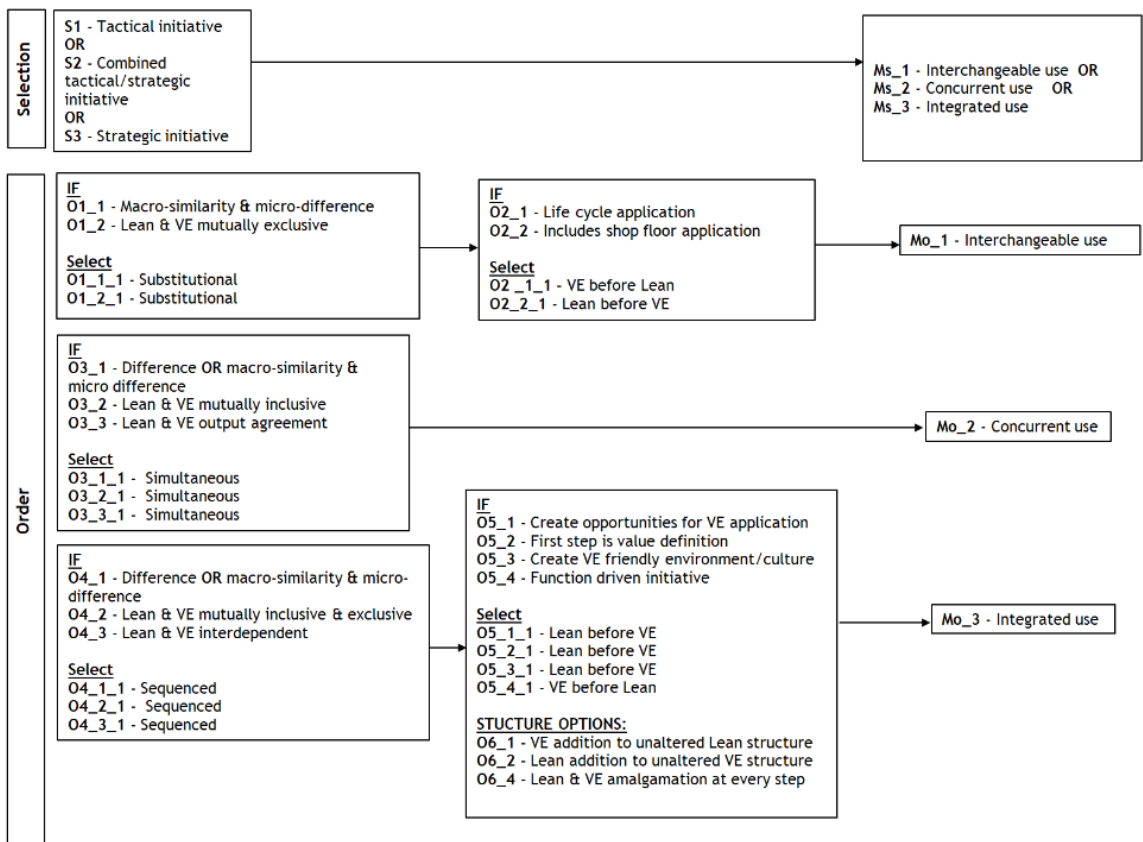 Selection
S1 - Tactical initiative
OR
S2 - Combined
tactical/strategic
initiative
OR
S3 - Strategic initiative
Ms_1 - Interchangeable use OR
Ms_2 - Concurrent use OR
Ms_3 - Integrated use
Order
IF
O1_1 - Macro-similarity & micro-difference
O1_2 - Lean & VE mutually exclusive
Select
O1_1_1 - Substitutional
O1_2_1 - Substitutional
IF
O2_1 - Life cycle application
O2_2 - Includes shop floor application
Select
O2 _1_1 - VE before Lean
O2_2_1 - Lean before VE
Mo_1 - Interchangeable use
IF
O3_1 - Difference OR macro-similarity &
micro difference
O3_2 - Lean & VE mutually inclusive
O3_3 - Lean & VE output agreement
Select
O3_1_1 - Simultaneous
O3_2_1 - Simultaneous
O3_3_1 - Simultaneous
Mo_2 - Concurrent use
IF
O4_1 - Difference OR macro-similarity & micro-
difference
O4_2 - Lean & VE mutually inclusive & exclusive
O4_3 - Lean & VE interdependent
Select
O4_1_1 - Sequenced
O4_2_1 - Sequenced
O4_3_1 - Sequenced
IF
O5_1 - Create opportunities for VE application
O5_2 - First step is value definition
O5_3 - Create VE friendly environment/culture
O5_4 - Function driven initiative
Select
O5_1_1 - Lean before VE
O5_2_1 - Lean before VE
O5_3_1 - Lean before VE
O5_4_1 - VE before Lean
STUCTURE OPTIONS:
O6_1 - VE addition to unaltered Lean structure
O6_2 - Lean addition to unaltered VE structure
O6_4 - Lean & VE amalgamation at every step
Mo_3 - Integrated use